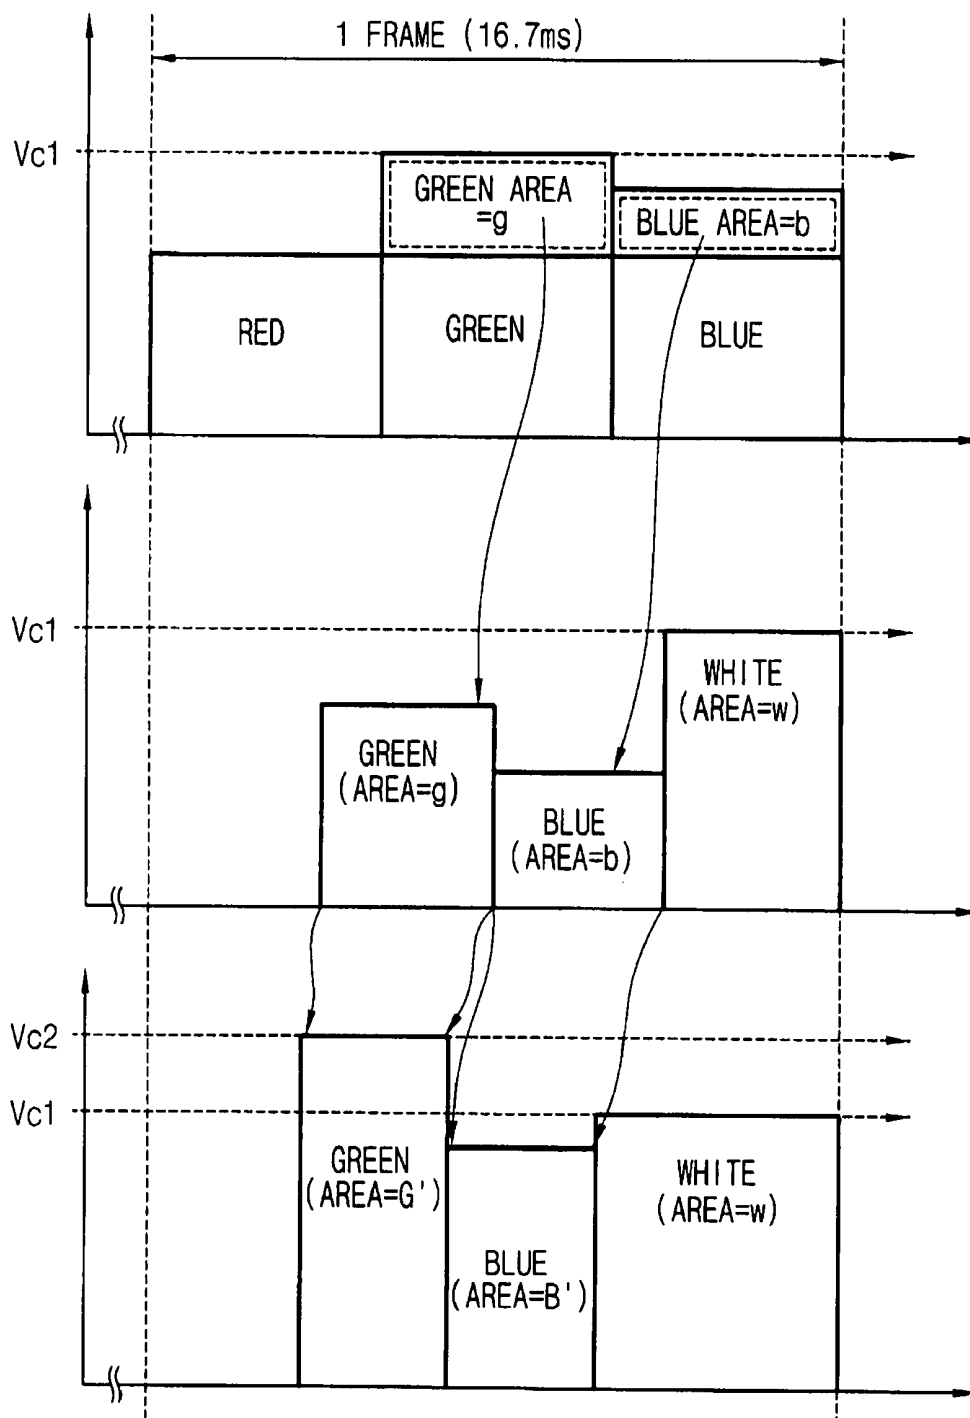 1 FRAME (16.7ms)
Vc1
GREEN AREA
=g
BLUE AREA=b
RED
GREEN
BLUE
Vc1
WHITE
(AREA=w)
GREEN
(AREA=g)
BLUE
(AREA=b)
Vc2
Vc1
GREEN
(AREA=G')
WHITE
(AREA=w)
BLUE
(AREA=B')